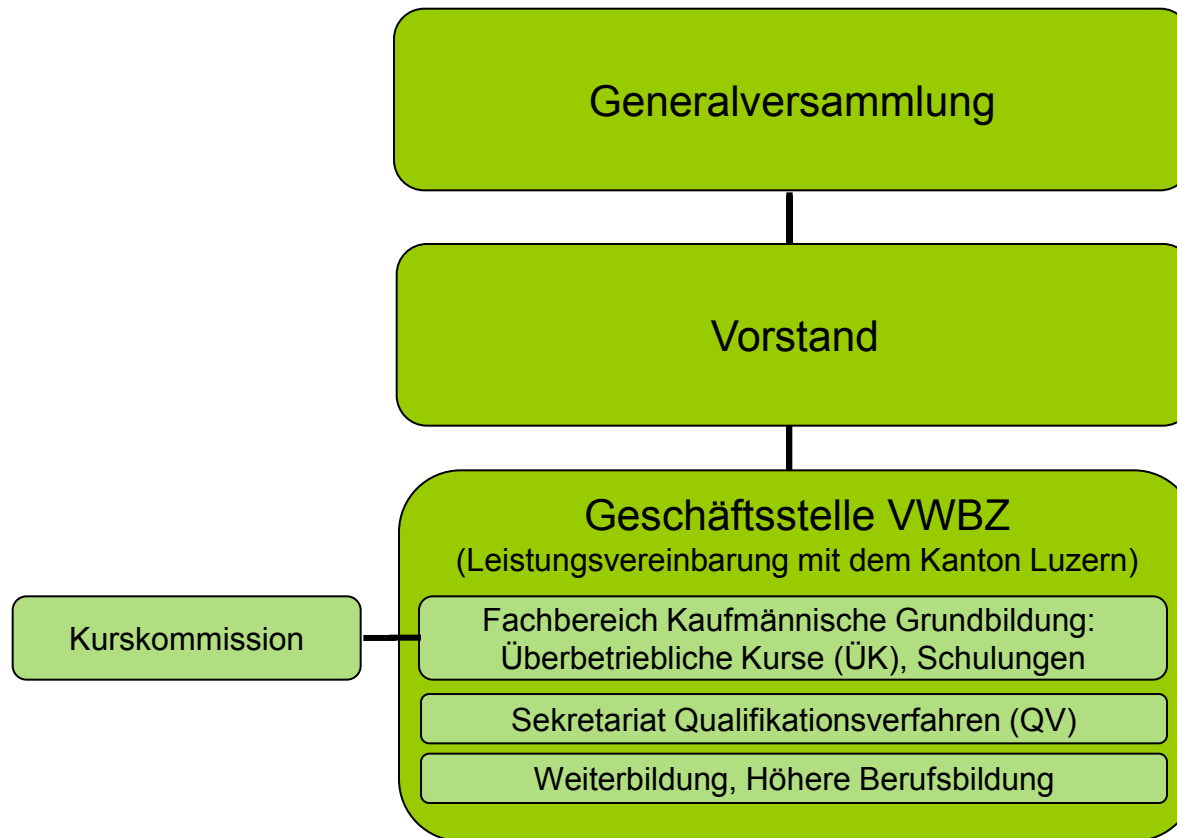 Generalversammlung
Vorstand
Geschäftsstelle VWBZ
(Leistungsvereinbarung mit dem Kanton Luzern)
Kurskommission
Fachbereich Kaufmännische Grundbildung:
Überbetriebliche Kurse (ÜK), Schulungen
Sekretariat Qualifikationsverfahren (QV)
Weiterbildung, Höhere Berufsbildung